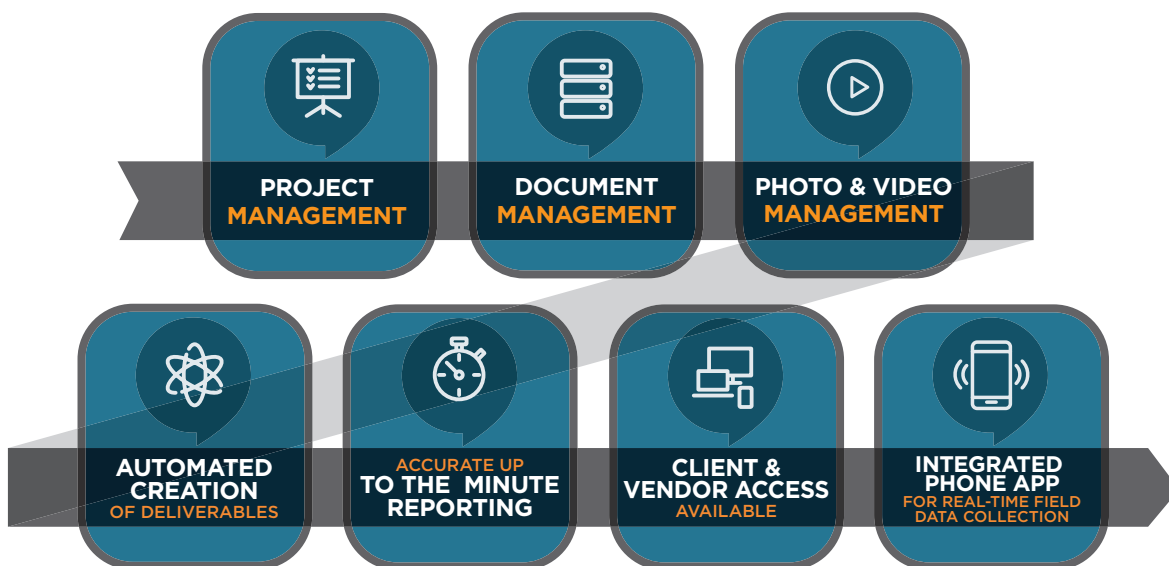 PROJECT
MANAGEMENT
DOCUMENT
MANAGEMENT
PHOTO & VIDEO
MANAGEMENT
AUTOMATED
CREATION
OF DELIVERABLES
ACCURATE UP
TO THE MINUTE
REPORTING
CLIENT &
VENDOR ACCESS
AVAILABLE
INTEGRATED
PHONE APP
FOR REAL-TIME FIELD
DATA COLLECTION